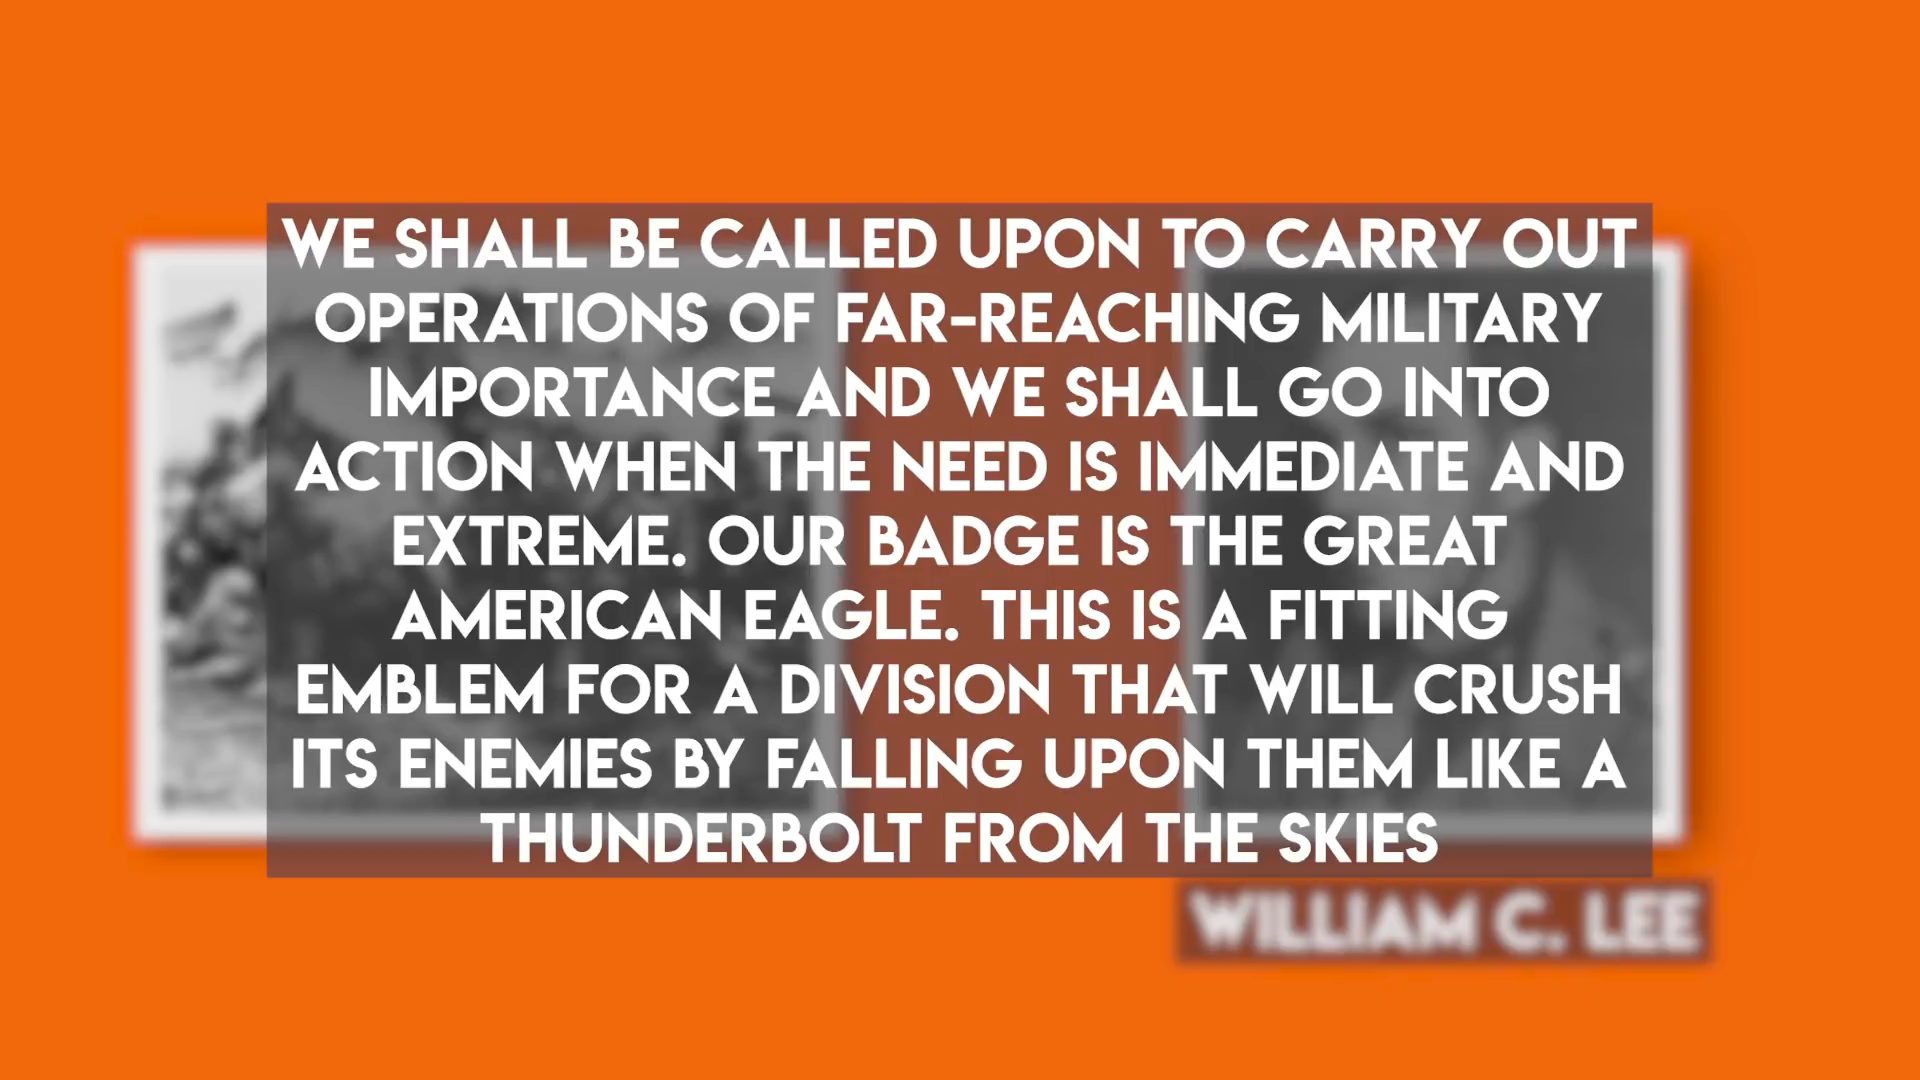 WE SHALL BE CALLED UPON TO CARRY OUT
OPERATIONS OF FAR-REACHING MILITARY
IMPORTANCE AND WE SHALL GO INTO
ACTION WHEN THE NEED IS IMMEDIATE AND
EXTREME. OUR BADGE IS THE GREAT
AMERICAN EAGLE. THIS IS A FITTING
EMBLEM FOR A DIVISION THAT WILL CRUSH
ITS ENEMIES BY FALLING UPON THEM LIKE A
THUNDERBOLT FROM THE SKIES
WILLIAM C. LEE